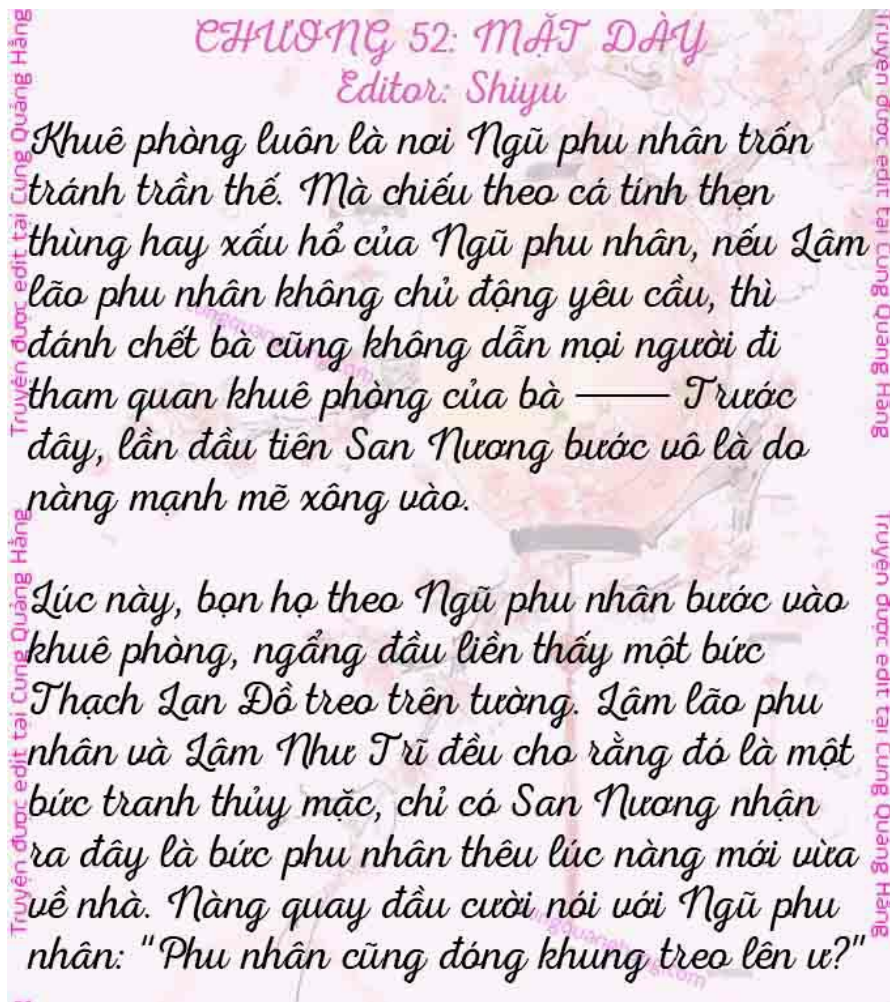 CHƯƠNG 52: MẶT DÀY
Editor: Shiyu
Khuê phòng luôn là nơi Ngũ phu nhân trốn
tránh trần thế. Mà chiếu theo cá tính thẹn
thùng hay xấu hổ của Ngũ phu nhân, nếu Lâm
lão phu nhân không chủ động yêu cầu, thì
đánh chết bà cũng không dẫn mọi người đi
tham quan khuê phòng của bà —— Trước
đây, lần đầu tiên San Nương bước vô là do
nàng mạnh mẽ xông vào.
Lúc này, bọn họ theo Ngũ phu nhân bước vào
khuê phòng, ngẩng đầu liền thấy một bức
Thạch Lan Đồ treo trên tường. Lâm lão phu
nhân và Lâm Như Trĩ đều cho rằng đó là một
bức tranh thủy mặc, chỉ có San Nương nhận
ra đây là bức phu nhân thêu lúc nàng mới vừa
về nhà. Nàng quay đầu cười nói với Ngũ phu
nhân: "Phu nhân cũng đóng khung treo lên ư?"
Truyện được edit tại Cung Quảng Hằng
Truyện được edit tại Cung Quảng Hằng
Truyện được edit tại Cung Quảng Hằng
Truyện được edit tại Cung Quảng Hằng